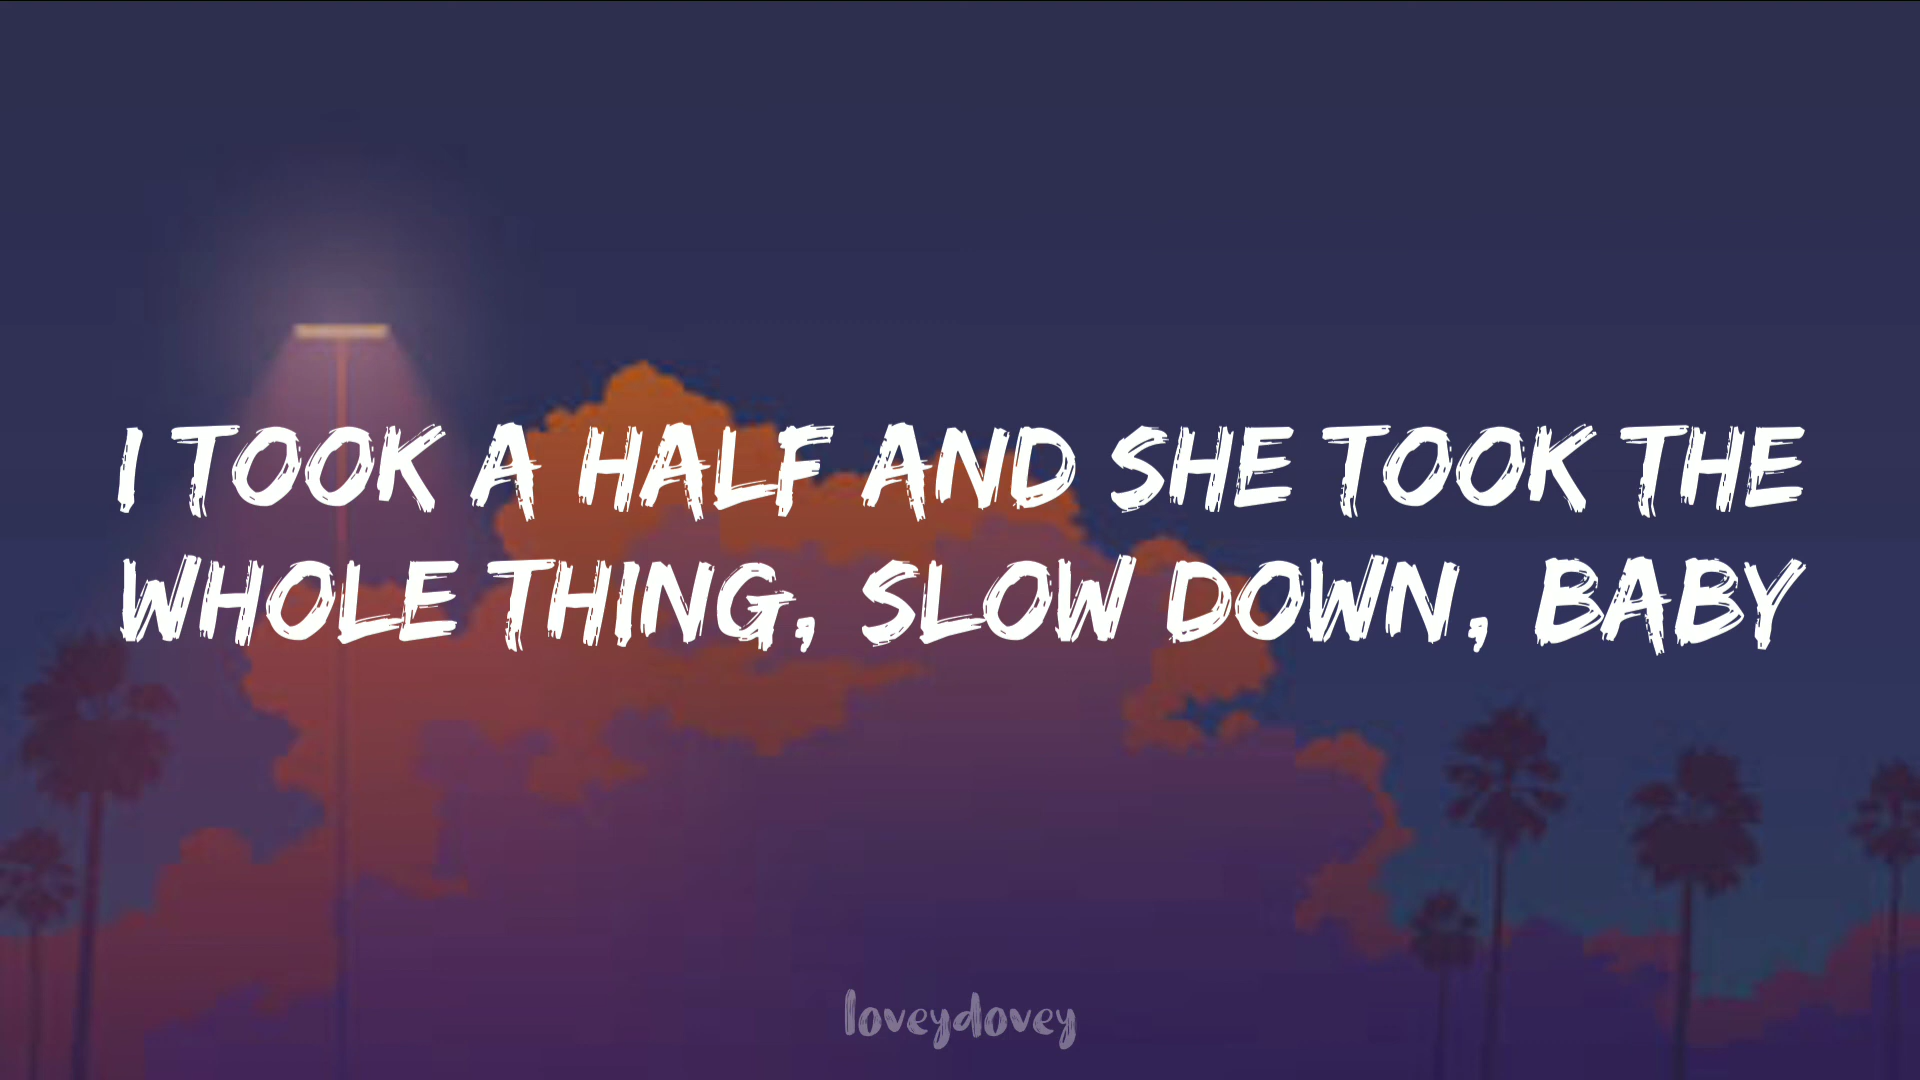 I TOOK A HALF AND SHE TOOK THE
WHOLE THING, SLOW DOWN, BABY
loveydovey